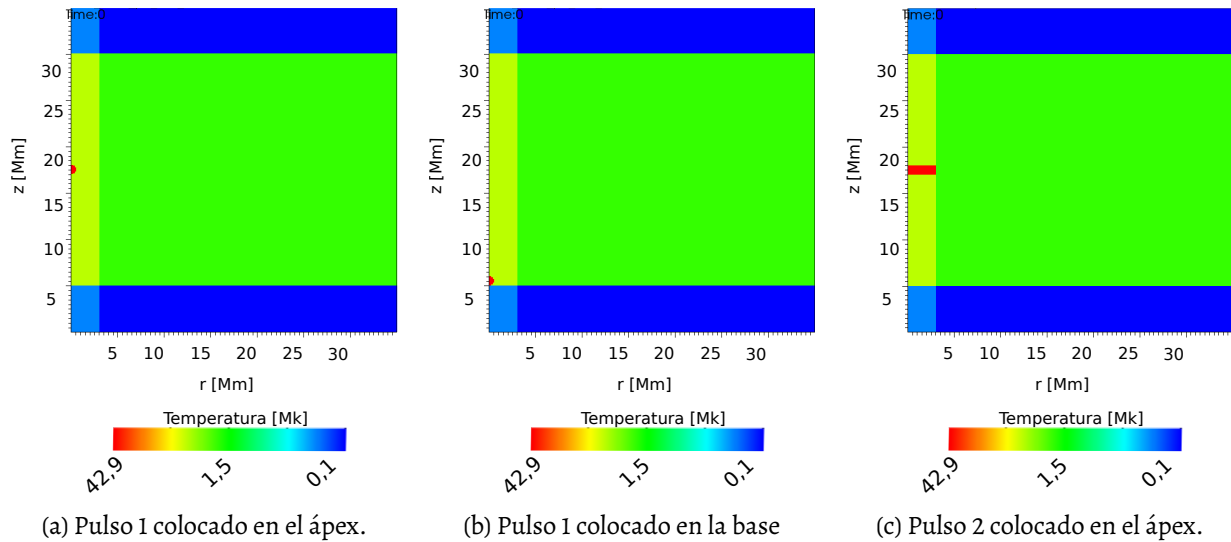 Time:0
30
25
20
15
10
5
z [Mm]
5 10 15 20 25 30
r [Mm]
Temperatura [Mk]
42,9 1,5 0,1
(a) Pulso 1 colocado en el ápex.
Time:0
30
25
20
15
10
5
z [Mm]
5 10 15 20 25 30
r [Mm]
Temperatura [Mk]
42,9 1,5 0,1
(b) Pulso 1 colocado en la base
Time:0
30
25
20
15
10
5
z [Mm]
5 10 15 20 25 30
r [Mm]
Temperatura [Mk]
42,9 1,5 0,1
(c) Pulso 2 colocado en el ápex.